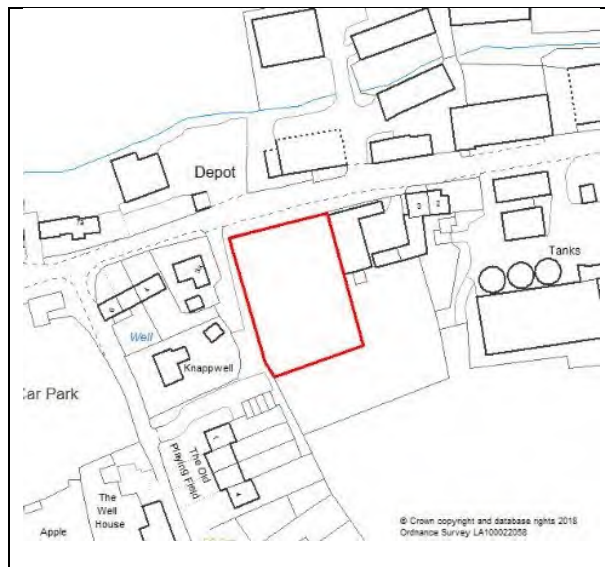 Depot
Tanks
Well
Knappwell
Car Park
The Old
Playing Field
The
Well
House
Apple
© Crown copyright and database rights 2018
Ordnance Survey LA100022058